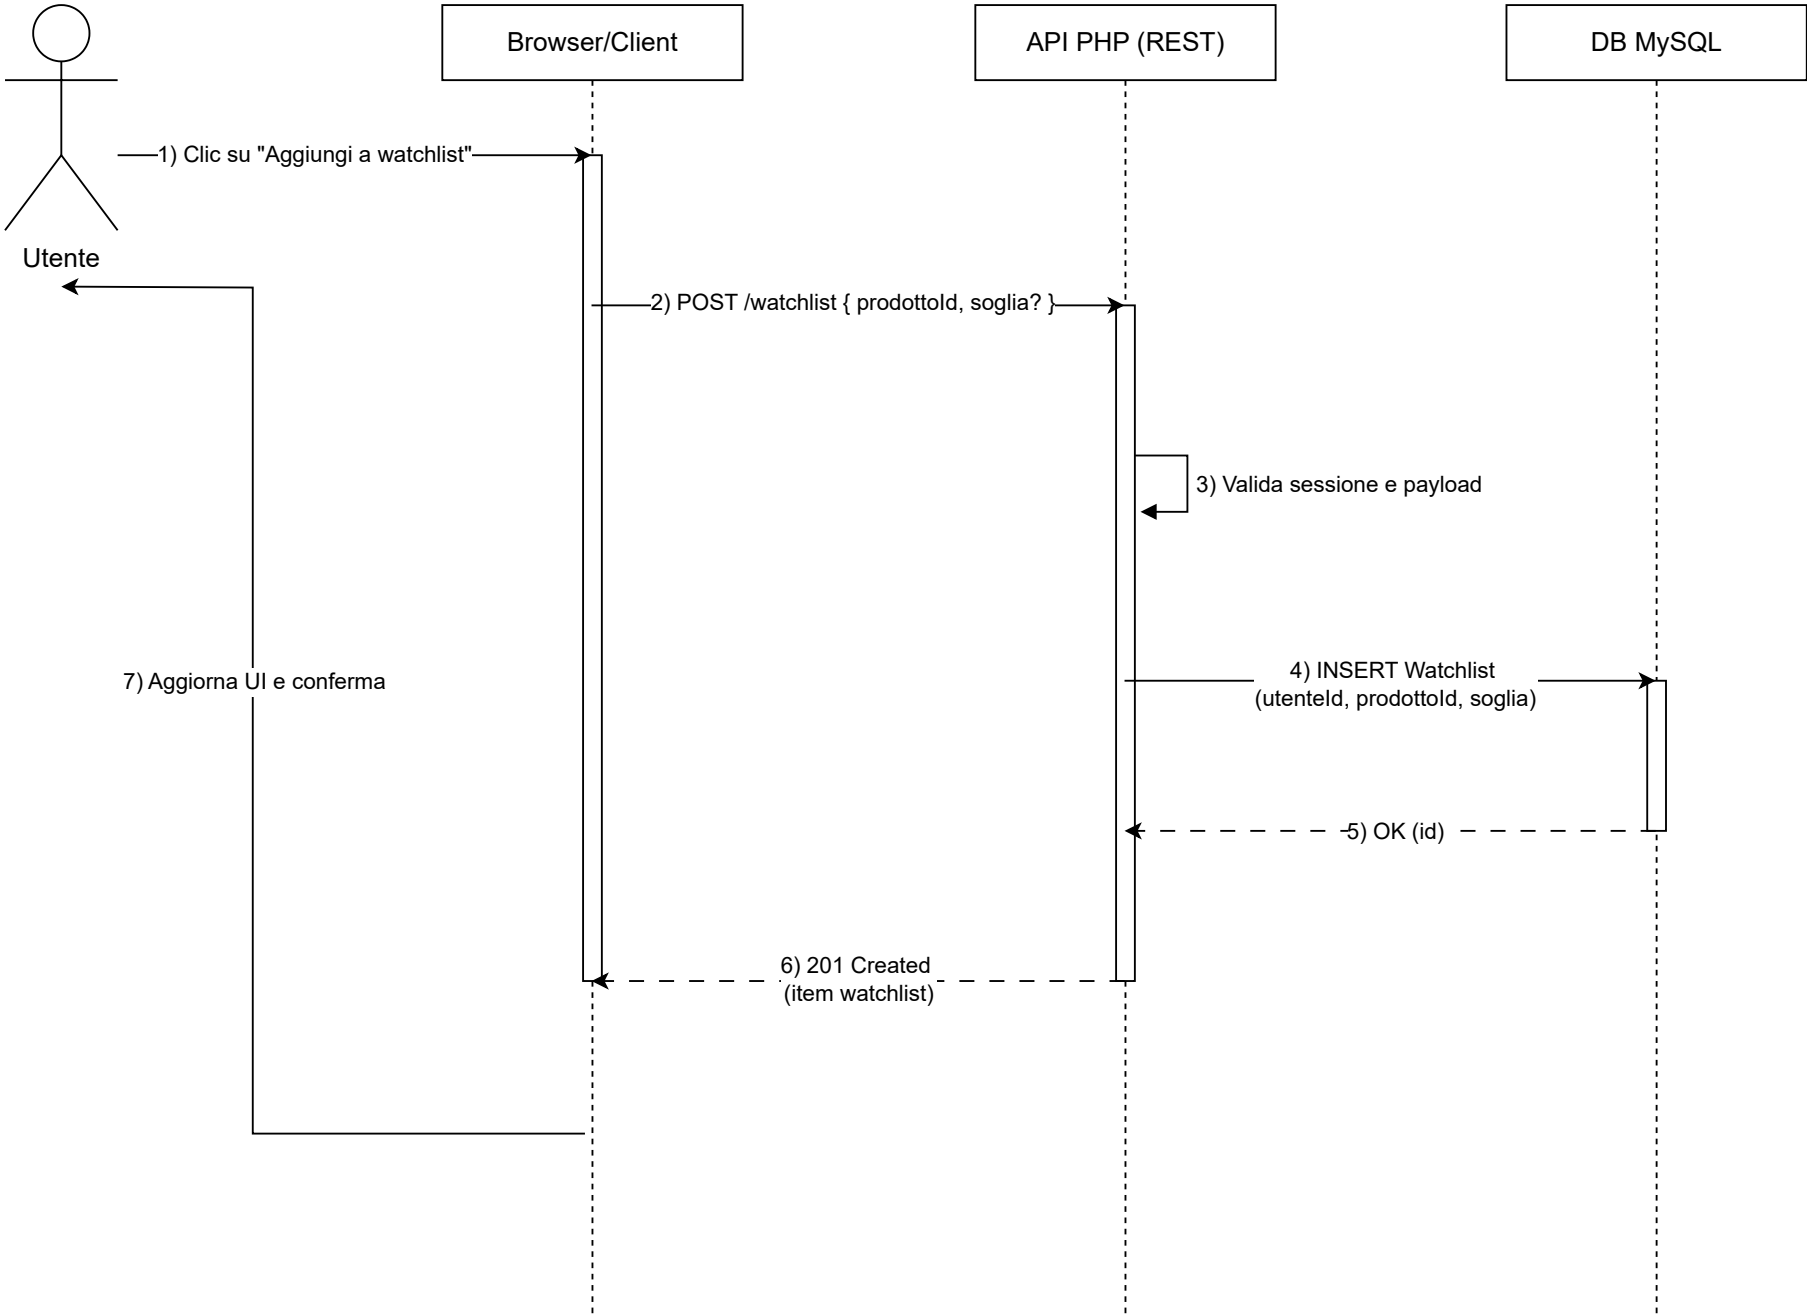 Browser/Client
API PHP (REST)
DB MySQL
1) Clic su "Aggiungi a watchlist"
Utente
2) POST /watchlist { prodottoId, soglia? }
3) Valida sessione e payload
4) INSERT Watchlist
(utenteId, prodottoId, soglia)
7) Aggiorna UI e conferma
5) OK (id)
6) 201 Created
(item watchlist)